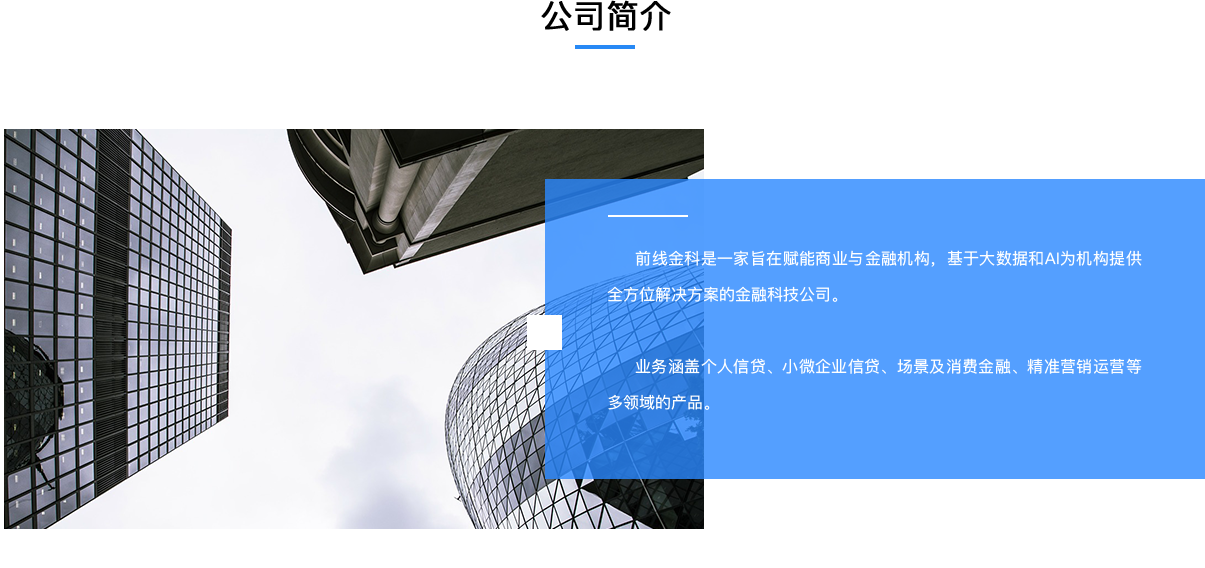 公司简介
前线金科是一家旨在赋能商业与金融机构，基于大数据和AI为机构提供
全方位解决方案的金融科技公司。
业务涵盖个人信贷、小微企业信贷、场景及消费金融、精准营销运营等
多领域的产品。